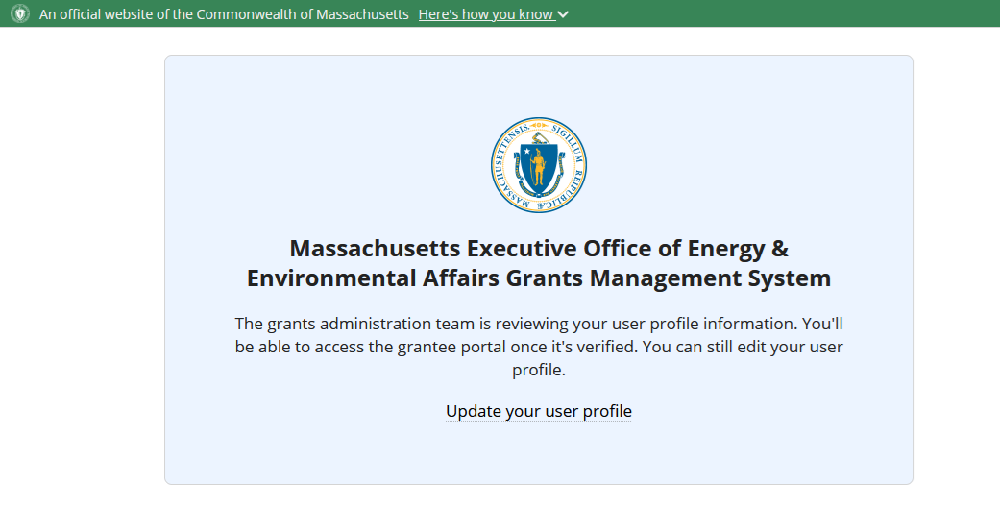 An official website of the Commonwealth of Massachusetts Here's how you know
MASSACHUSETTENSIS. SIGILLUM REIPUBLICÆ
Massachusetts Executive Office of Energy &
Environmental Affairs Grants Management System
The grants administration team is reviewing your user profile information. You'll
be able to access the grantee portal once it's verified. You can still edit your user
profile.
Update your user profile